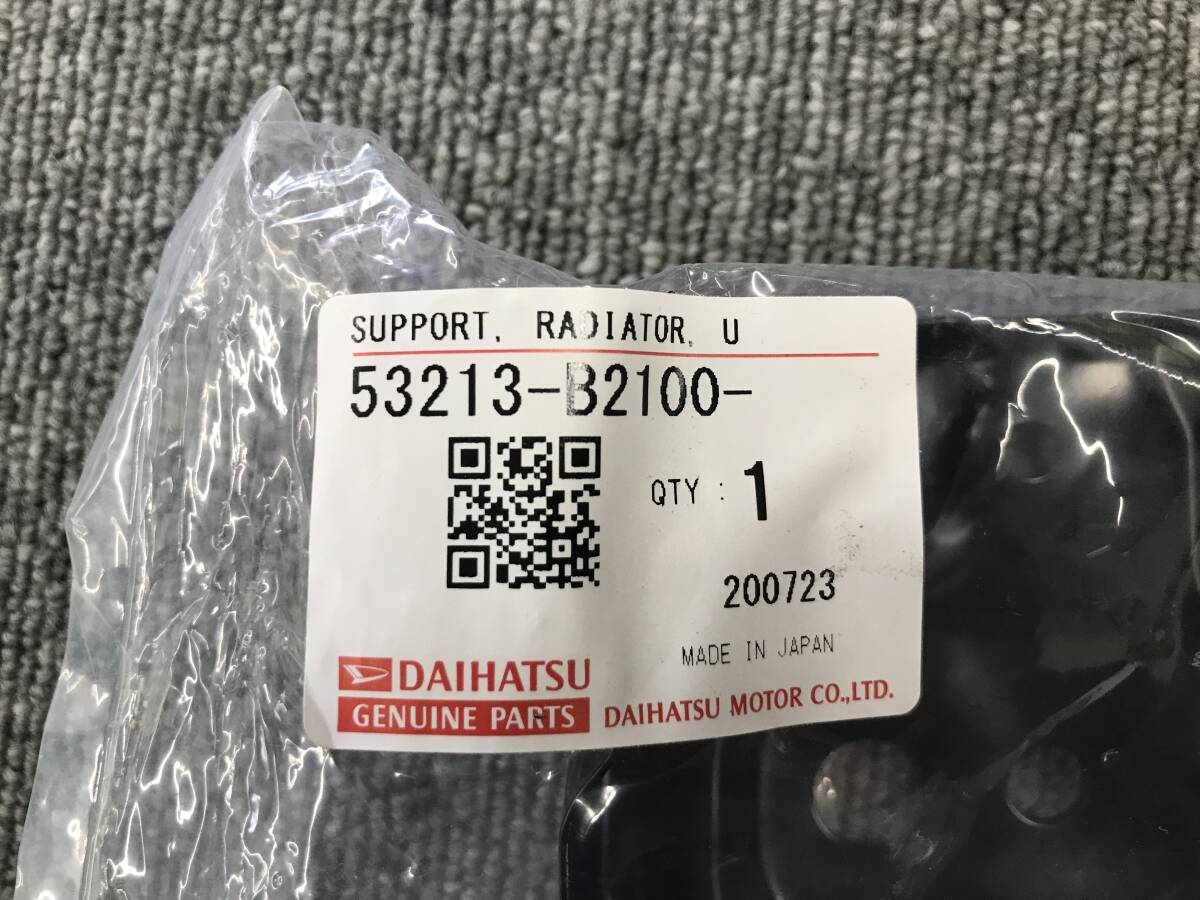 SUPPORT, RADIATOR, U
53213-B2100-
QTY : 1
200723
MADE IN JAPAN
DAIHATSU
GENUINE PARTS
DAIHATSU MOTOR CO.,LTD.